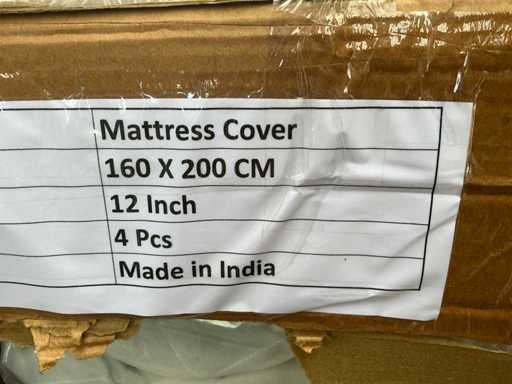 Mattress Cover
160 X 200 CM
12 Inch
4 Pcs
Made in India